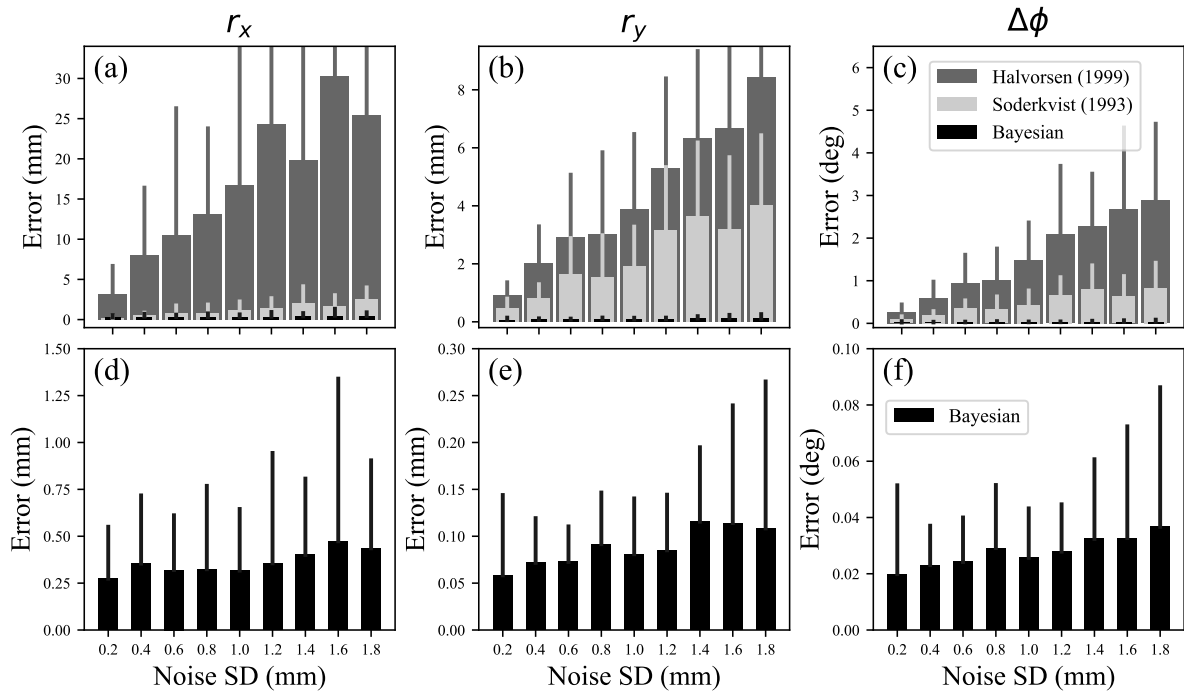 r_x
r_y
Δϕ
(a)
Error (mm)
30
25
20
15
10
5
0
(b)
Error (mm)
8
6
4
2
0
(c)
Error (deg)
6
5
4
3
2
1
0
Halvorsen (1999)
Soderkvist (1993)
Bayesian
(d)
Error (mm)
1.50
1.25
1.00
0.75
0.50
0.25
0.00
0.2 0.4 0.6 0.8 1.0 1.2 1.4 1.6 1.8
Noise SD (mm)
(e)
Error (mm)
0.30
0.25
0.20
0.15
0.10
0.05
0.00
0.2 0.4 0.6 0.8 1.0 1.2 1.4 1.6 1.8
Noise SD (mm)
(f)
Error (deg)
0.10
0.08
0.06
0.04
0.02
0.00
Bayesian
0.2 0.4 0.6 0.8 1.0 1.2 1.4 1.6 1.8
Noise SD (mm)